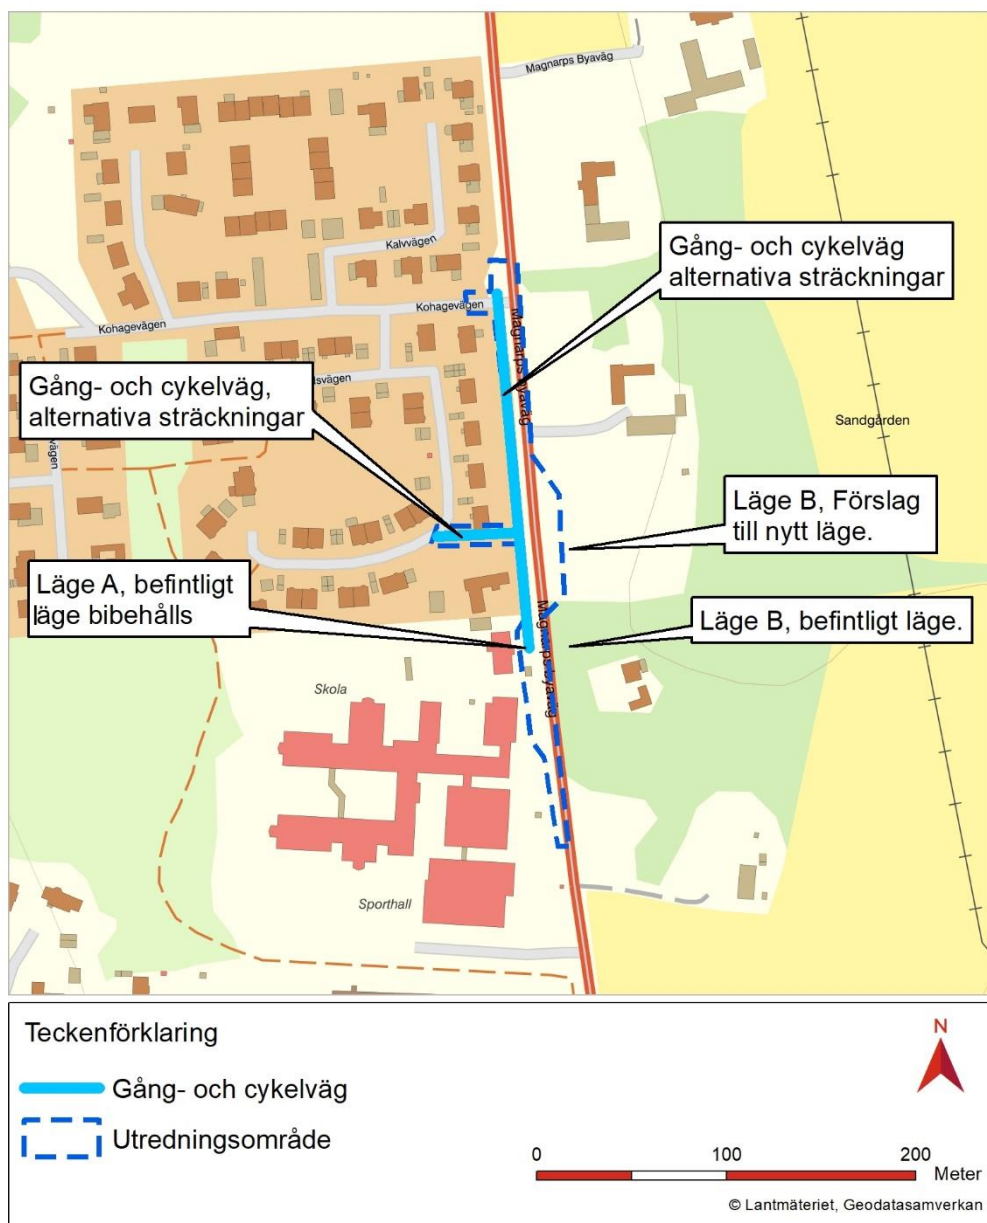 Magnarps Byaväg
Gång- och cykelväg
alternativa sträckningar
Kalvvägen
Kohagevägen
Magnarps Byaväg
Kohagevägen
Gång- och cykelväg,
alternativa sträckningar
Sandgården
Läge B, Förslag
till nytt läge.
Läge A, befintligt
läge bibehålls
Magnarps Byaväg
Läge B, befintligt läge.
Skola
Sporthall
Teckenförklaring
Gång- och cykelväg
Utredningsområde
N
0 100 200
Meter
© Lantmäteriet, Geodatasamverkan